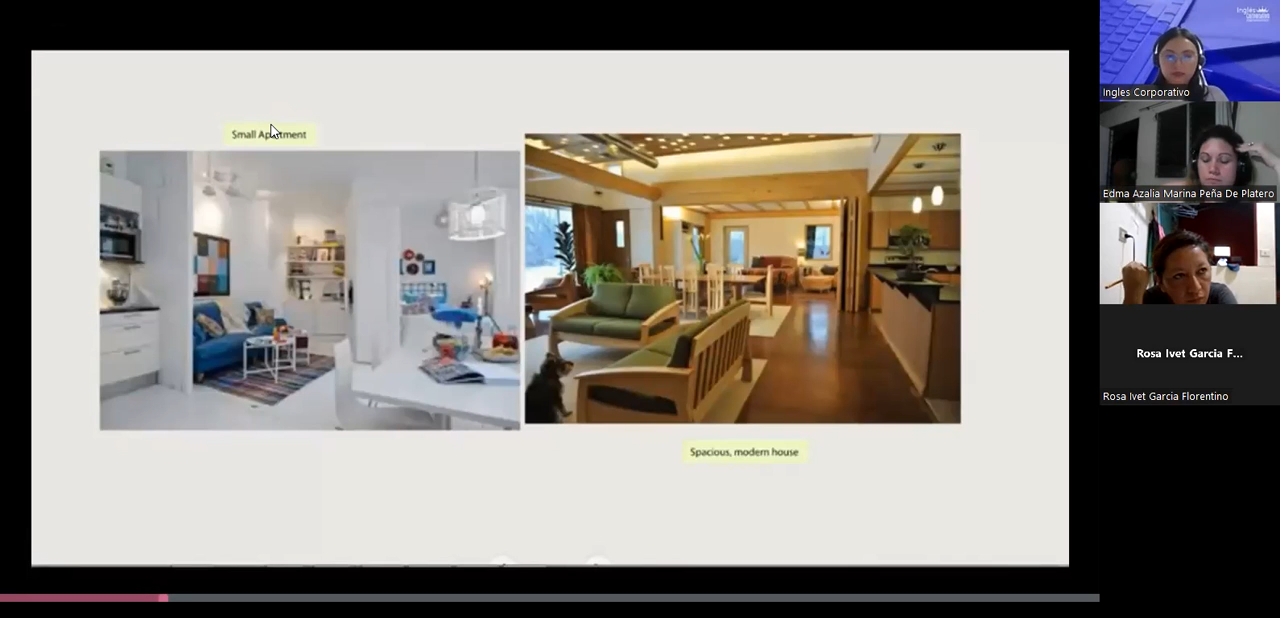 Small Apartment
Spacious, modern house
Ingles Corporativo
Edma Azalia Marina Peña De Platero
Rosa Ivet Garcia F...
Rosa Ivet Garcia Florentino